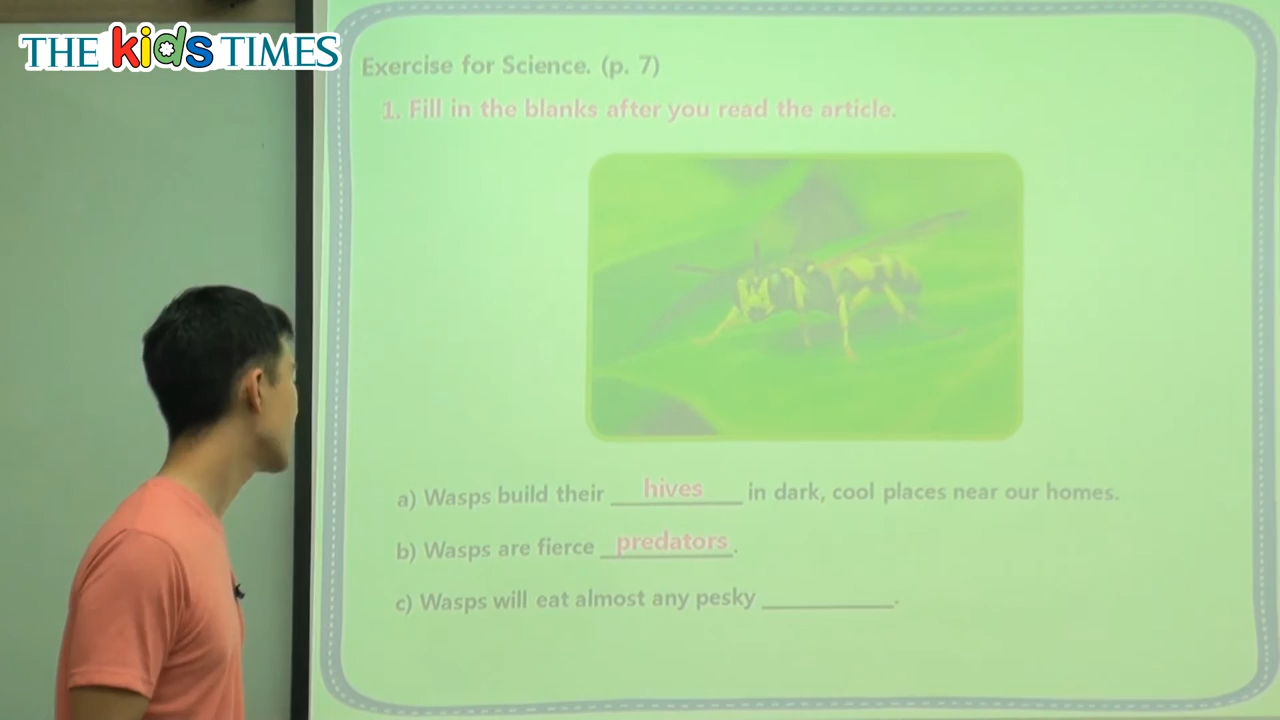 THE kids TIMES
Exercise for Science. (p. 7)
1. Fill in the blanks after you read the article.
a) Wasps build their hives in dark, cool places near our homes.
b) Wasps are fierce predators.
c) Wasps will eat almost any pesky __________.